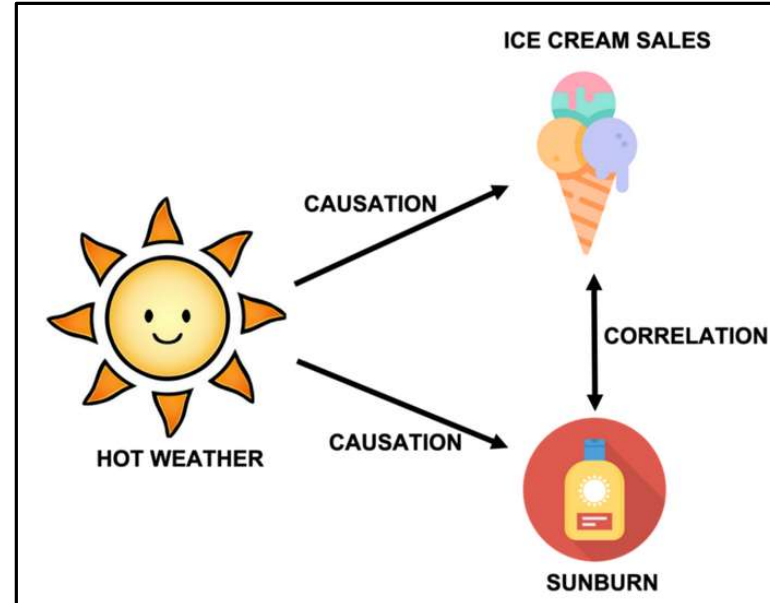 ICE CREAM SALES
CAUSATION
CORRELATION
CAUSATION
HOT WEATHER
SUNBURN